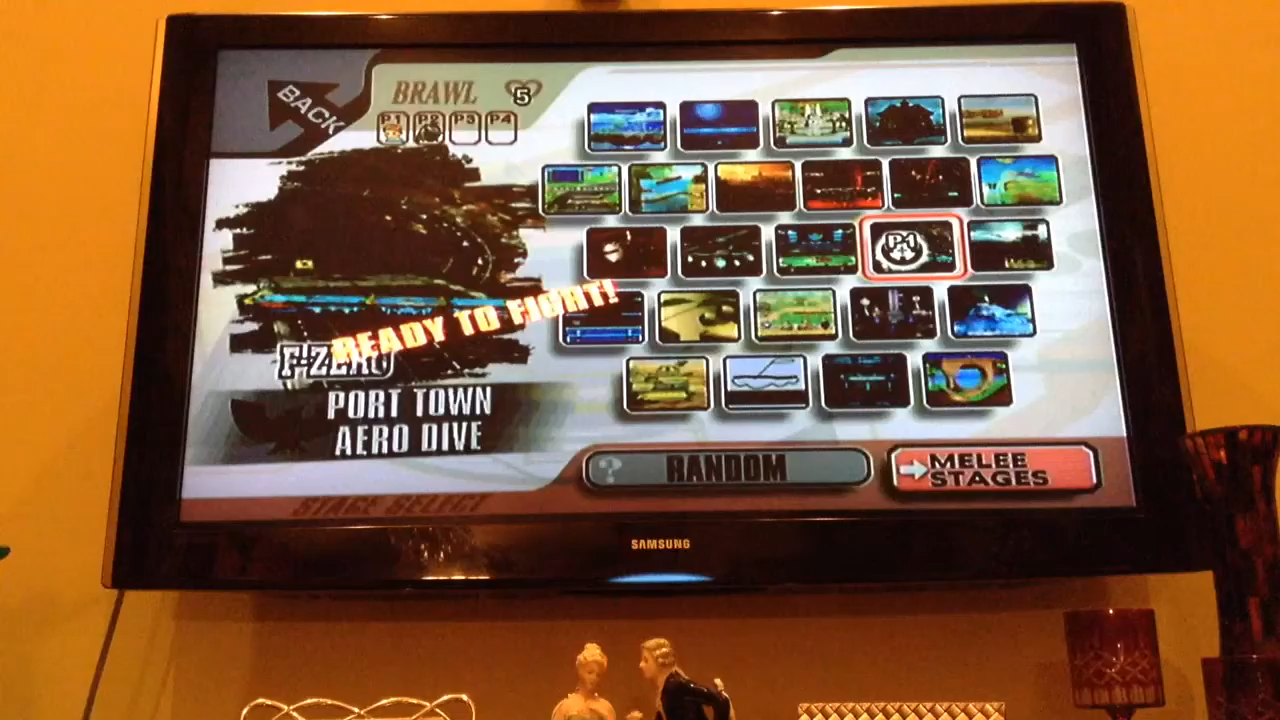 BACK
BRAWL 5
P1 P2 P3 P4
P1
READY TO FIGHT!
F-ZERO
PORT TOWN
AERO DIVE
RANDOM
MELEE
STAGES
STAGE SELECT
SAMSUNG